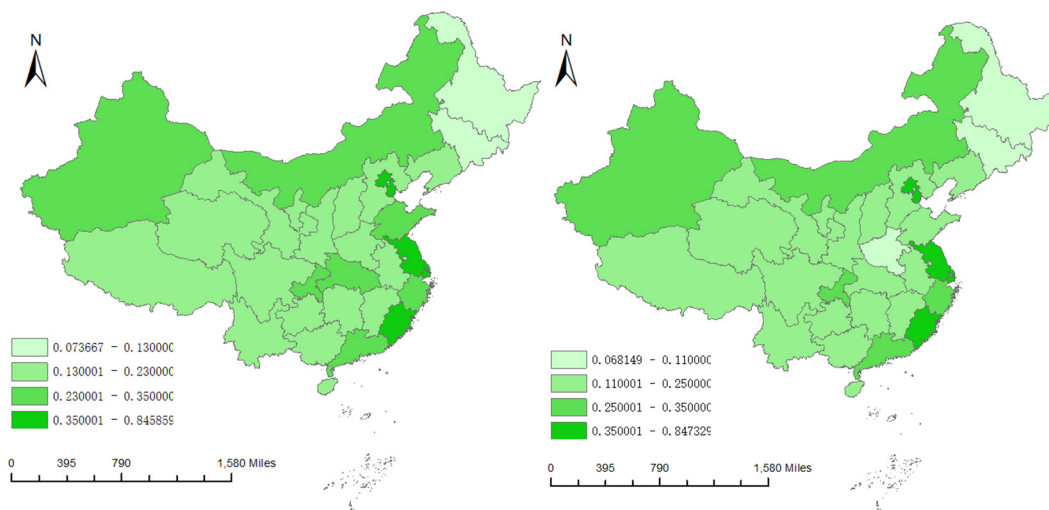 N
0.073667 - 0.130000
0.130001 - 0.230000
0.230001 - 0.350000
0.350001 - 0.845859
0 395 790 1,580 Miles
N
0.068149 - 0.110000
0.110001 - 0.250000
0.250001 - 0.350000
0.350001 - 0.847329
0 395 790 1,580 Miles